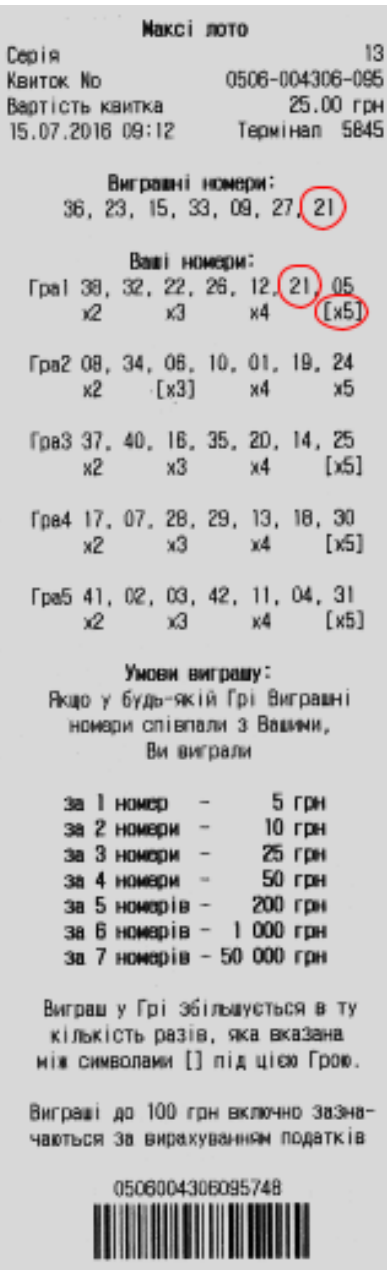 Максі лото
Серія 13
Квиток No 0506-004306-095
Вартість квитка 25.00 грн
15.07.2016 09:12 Термінал 5845
Виграшні номери:
36, 23, 15, 33, 09, 27, 21
Ваші номери:
Гра1 38, 32, 22, 26, 12, 21, 05
x2 x3 x4 [x5]
Гра2 08, 34, 06, 10, 01, 19, 24
x2 [x3] x4 x5
Гра3 37, 40, 16, 35, 20, 14, 25
x2 x3 x4 [x5]
Гра4 17, 07, 28, 29, 13, 18, 30
x2 x3 x4 [x5]
Гра5 41, 02, 03, 42, 11, 04, 31
x2 x3 x4 [x5]
Умови виграшу:
Якщо у будь-якій Грі Виграшні
номери співпали з Вашими,
Ви виграли
за 1 номер - 5 грн
за 2 номери - 10 грн
за 3 номери - 25 грн
за 4 номери - 50 грн
за 5 номерів - 200 грн
за 6 номерів - 1 000 грн
за 7 номерів - 50 000 грн
Виграш у Грі збільшується в ту
кількість разів, яка вказана
між символами [] під цією Грою.
Виграші до 100 грн включно зазна-
чаються за вирахуванням податків
0506004306095748